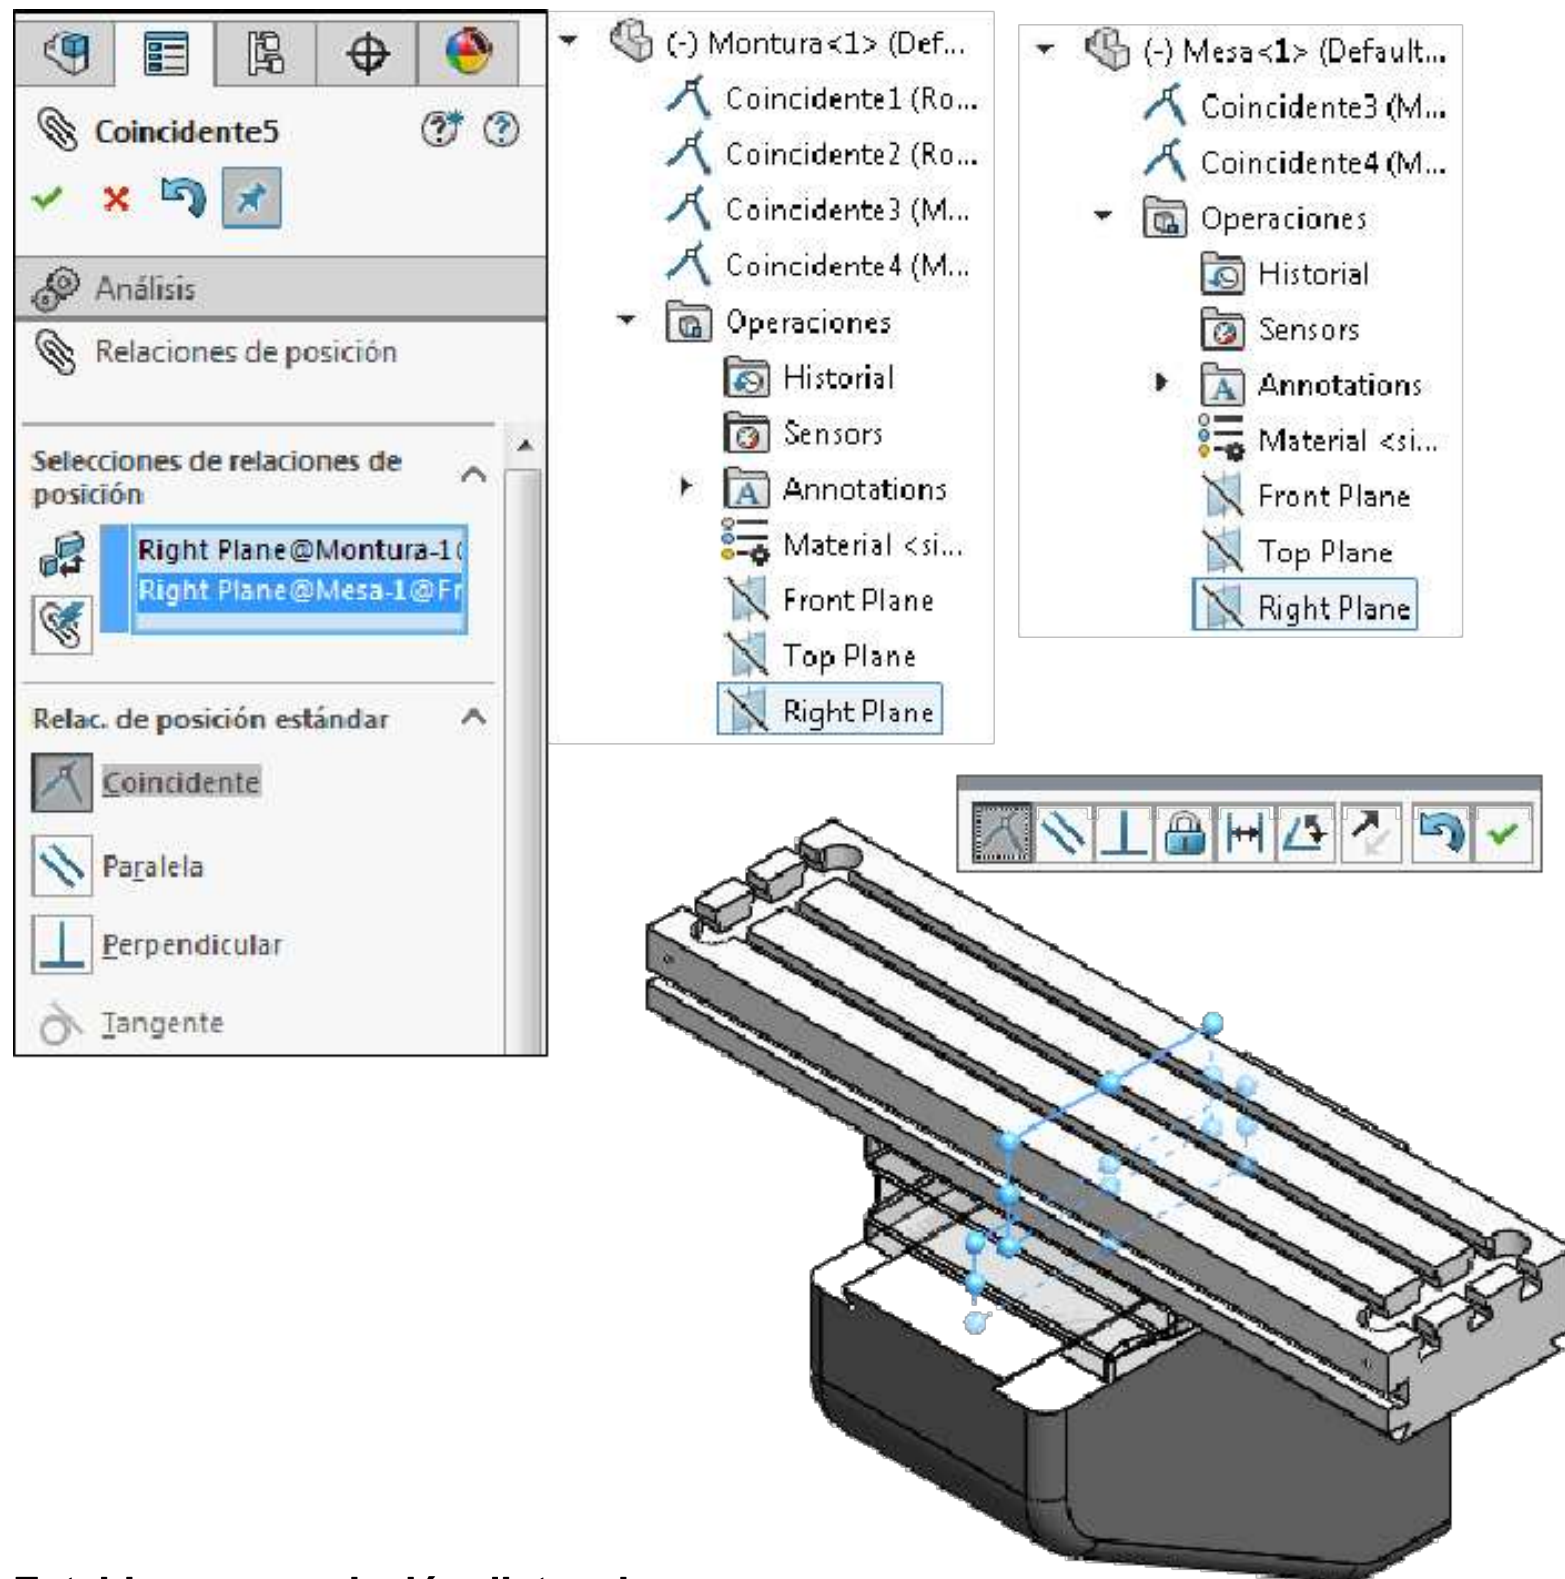 Coincidente5
Análisis
Relaciones de posición
Selecciones de relaciones de
posición
Right Plane@Montura-1
Right Plane@Mesa-1@Fr
Relac. de posición estándar
Coincidente
Paralela
Perpendicular
Tangente
(-) Montura<1> (Def...
Coincidente1 (Ro...
Coincidente2 (Ro...
Coincidente3 (M...
Coincidente4 (M...
Operaciones
Historial
Sensors
Annotations
Material <si...
Front Plane
Top Plane
Right Plane
(-) Mesa<1> (Default...
Coincidente3 (M...
Coincidente4 (M...
Operaciones
Historial
Sensors
Annotations
Material <si...
Front Plane
Top Plane
Right Plane